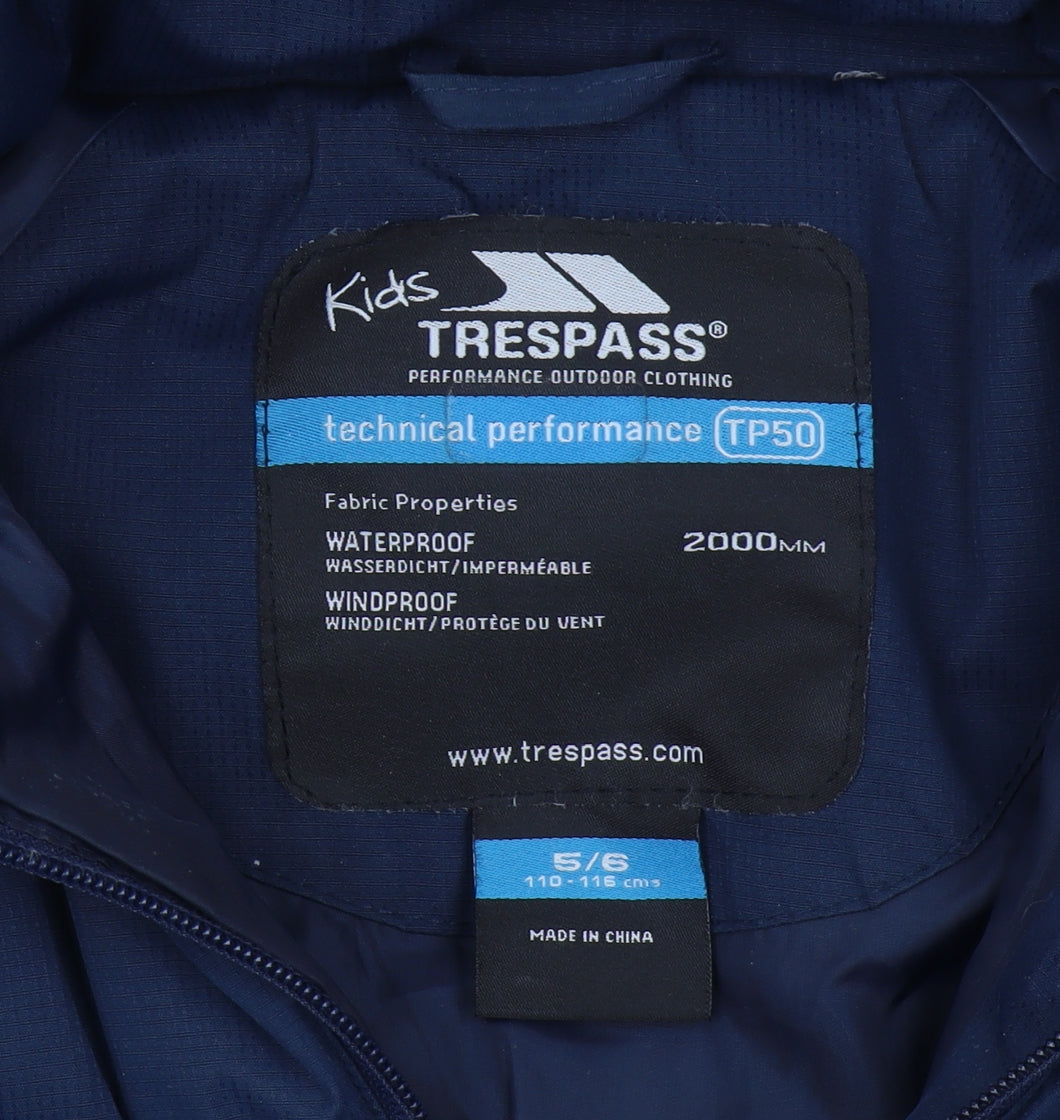 Kids
TRESPASS®
PERFORMANCE OUTDOOR CLOTHING
technical performance TP50
Fabric Properties
WATERPROOF 2000MM
WASSERDICHT/IMPERMÉABLE
WINDPROOF
WINDDICHT/PROTÈGE DU VENT
www.trespass.com
5/6
110-116 cms
MADE IN CHINA